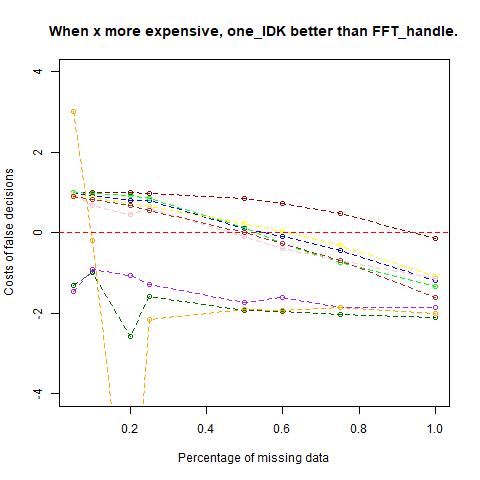 When x more expensive, one_IDK better than FFT_handle.
Costs of false decisions
4
2
0
-2
-4
0.2 0.4 0.6 0.8 1.0
Percentage of missing data